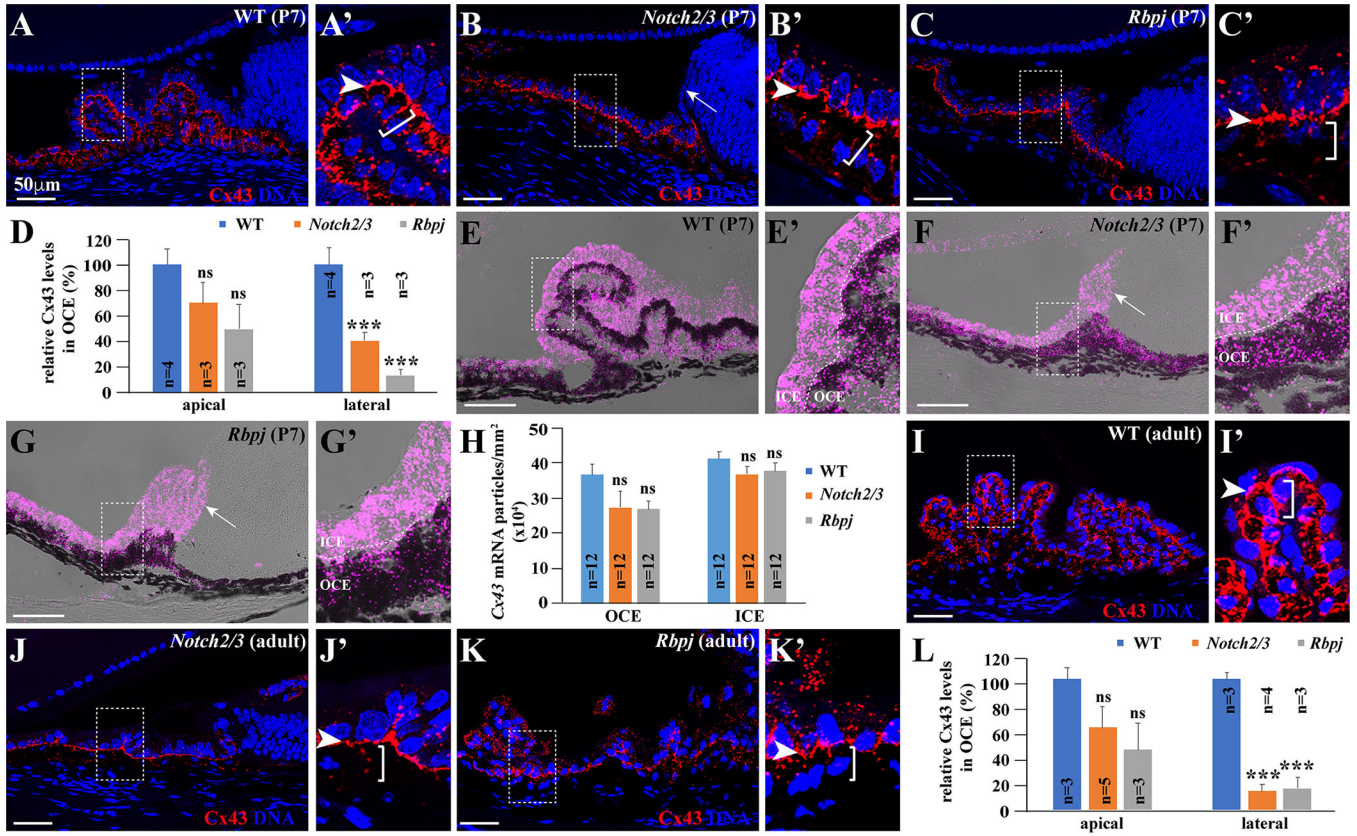 A WT (P7)
50μm
Cx43 DNA
A'
B Notch2/3 (P7)
Cx43 DNA
B'
C Rbpj (P7)
Cx43 DNA
C'
D
WT Notch2/3 Rbpj
relative Cx43 levels
in OCE (%)
120
100
80
60
40
20
0
n=4
ns
n=3
ns
n=3
n=4
n=3
n=3
***
***
apical lateral
E WT (P7)
E'
ICE OCE
F Notch2/3 (P7)
F'
ICE
OCE
G Rbpj (P7)
G'
ICE
OCE
H
Cx43 mRNA particles/mm²
(x10⁴)
50
40
30
20
10
0
ns ns ns ns
n=12 n=12 n=12 n=12 n=12 n=12
OCE ICE
WT
Notch2/3
Rbpj
I WT (adult)
Cx43 DNA
I'
J Notch2/3 (adult)
Cx43 DNA
J'
K Rbpj (adult)
Cx43 DNA
K'
L
WT Notch2/3 Rbpj
relative Cx43 levels
in OCE (%)
120
100
80
60
40
20
0
n=3
ns
n=5
ns
n=3
n=3
n=4
n=3
***
***
apical lateral